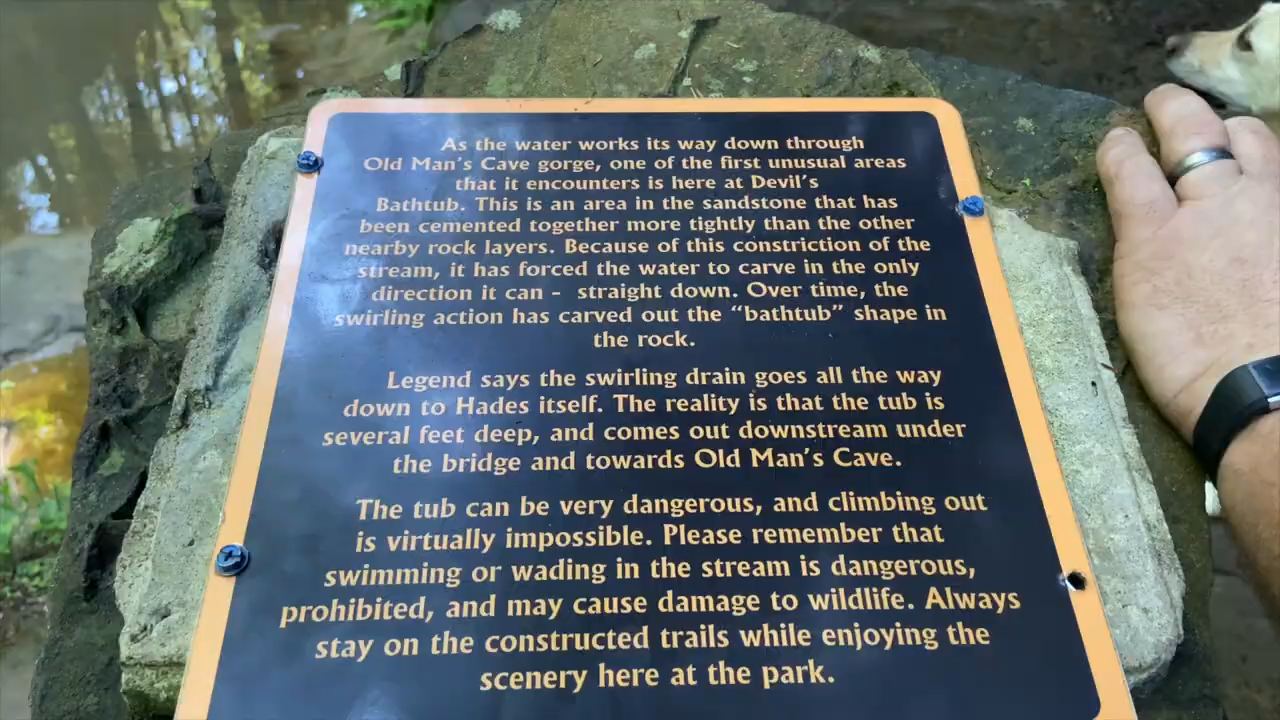 As the water works its way down through
Old Man's Cave gorge, one of the first unusual areas
that it encounters is here at Devil's
Bathtub. This is an area in the sandstone that has
been cemented together more tightly than the other
nearby rock layers. Because of this constriction of the
stream, it has forced the water to carve in the only
direction it can - straight down. Over time, the
swirling action has carved out the “bathtub” shape in
the rock.
Legend says the swirling drain goes all the way
down to Hades itself. The reality is that the tub is
several feet deep, and comes out downstream under
the bridge and towards Old Man's Cave.
The tub can be very dangerous, and climbing out
is virtually impossible. Please remember that
swimming or wading in the stream is dangerous,
prohibited, and may cause damage to wildlife. Always
stay on the constructed trails while enjoying the
scenery here at the park.